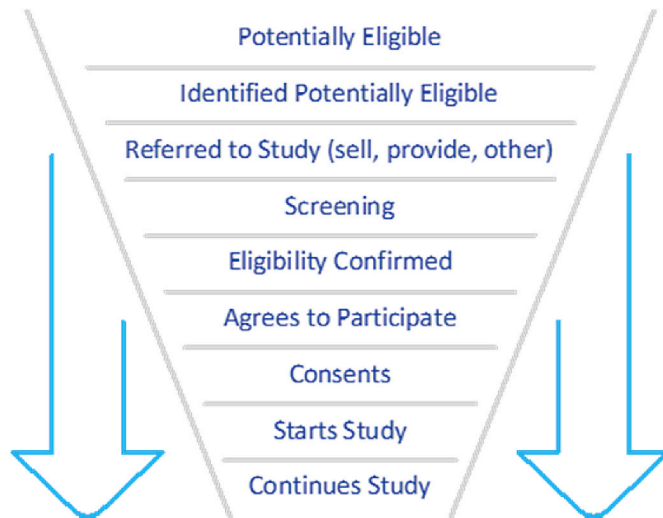 Potentially Eligible
Identified Potentially Eligible
Referred to Study (sell, provide, other)
Screening
Eligibility Confirmed
Agrees to Participate
Consents
Starts Study
Continues Study